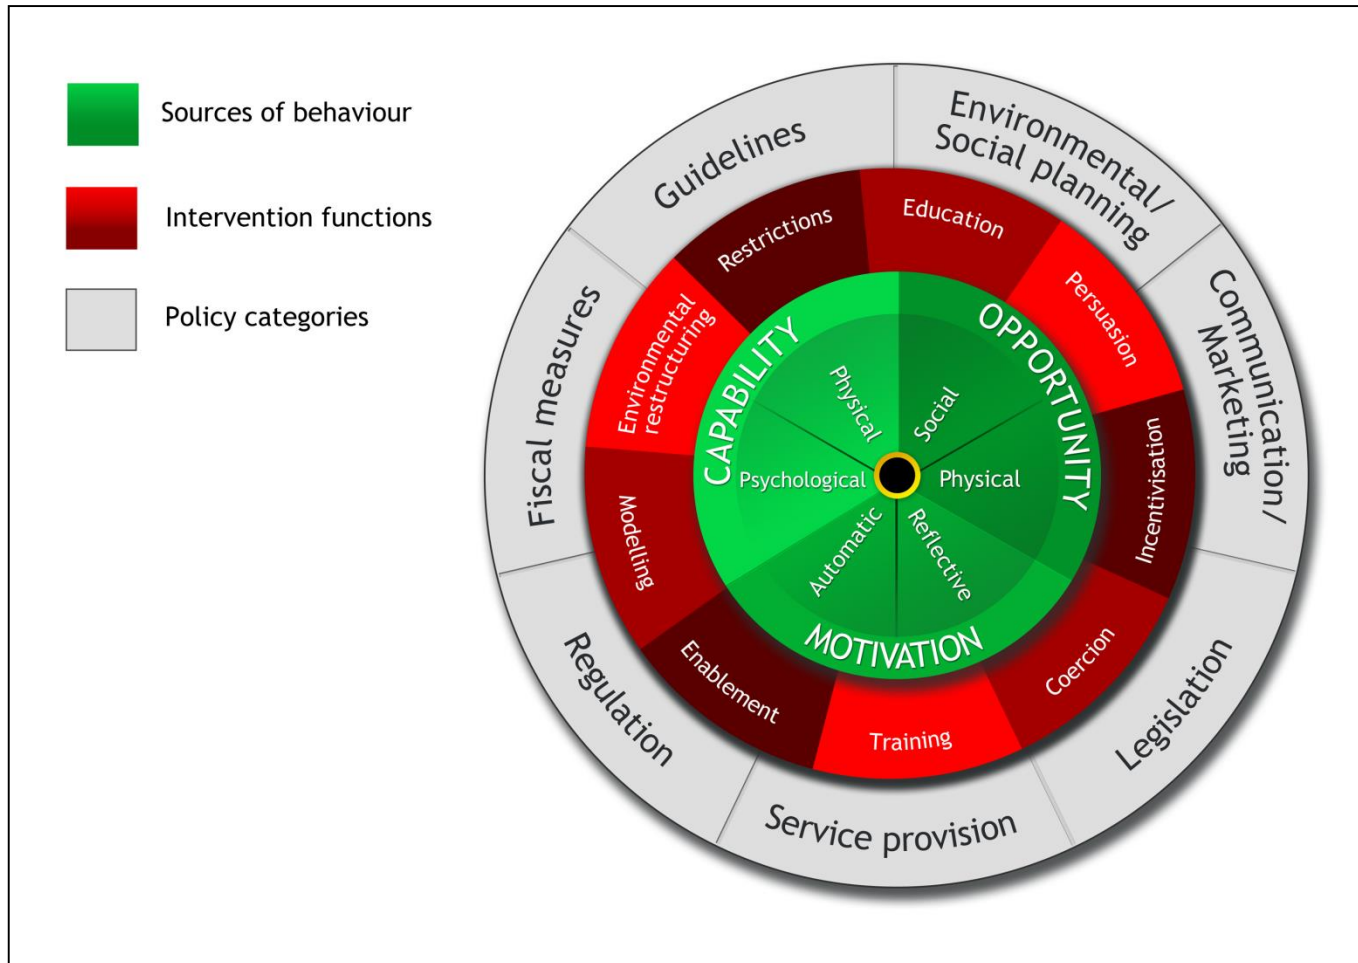 Sources of behaviour
Intervention functions
Policy categories
Guidelines
Environmental/
Social planning
Communication/
Marketing
Legislation
Service provision
Regulation
Fiscal measures
Restrictions
Education
Persuasion
Incentivisation
Coercion
Training
Enablement
Modelling
Environmental
restructuring
CAPABILITY
OPPORTUNITY
MOTIVATION
Physical
Social
Physical
Reflective
Automatic
Psychological